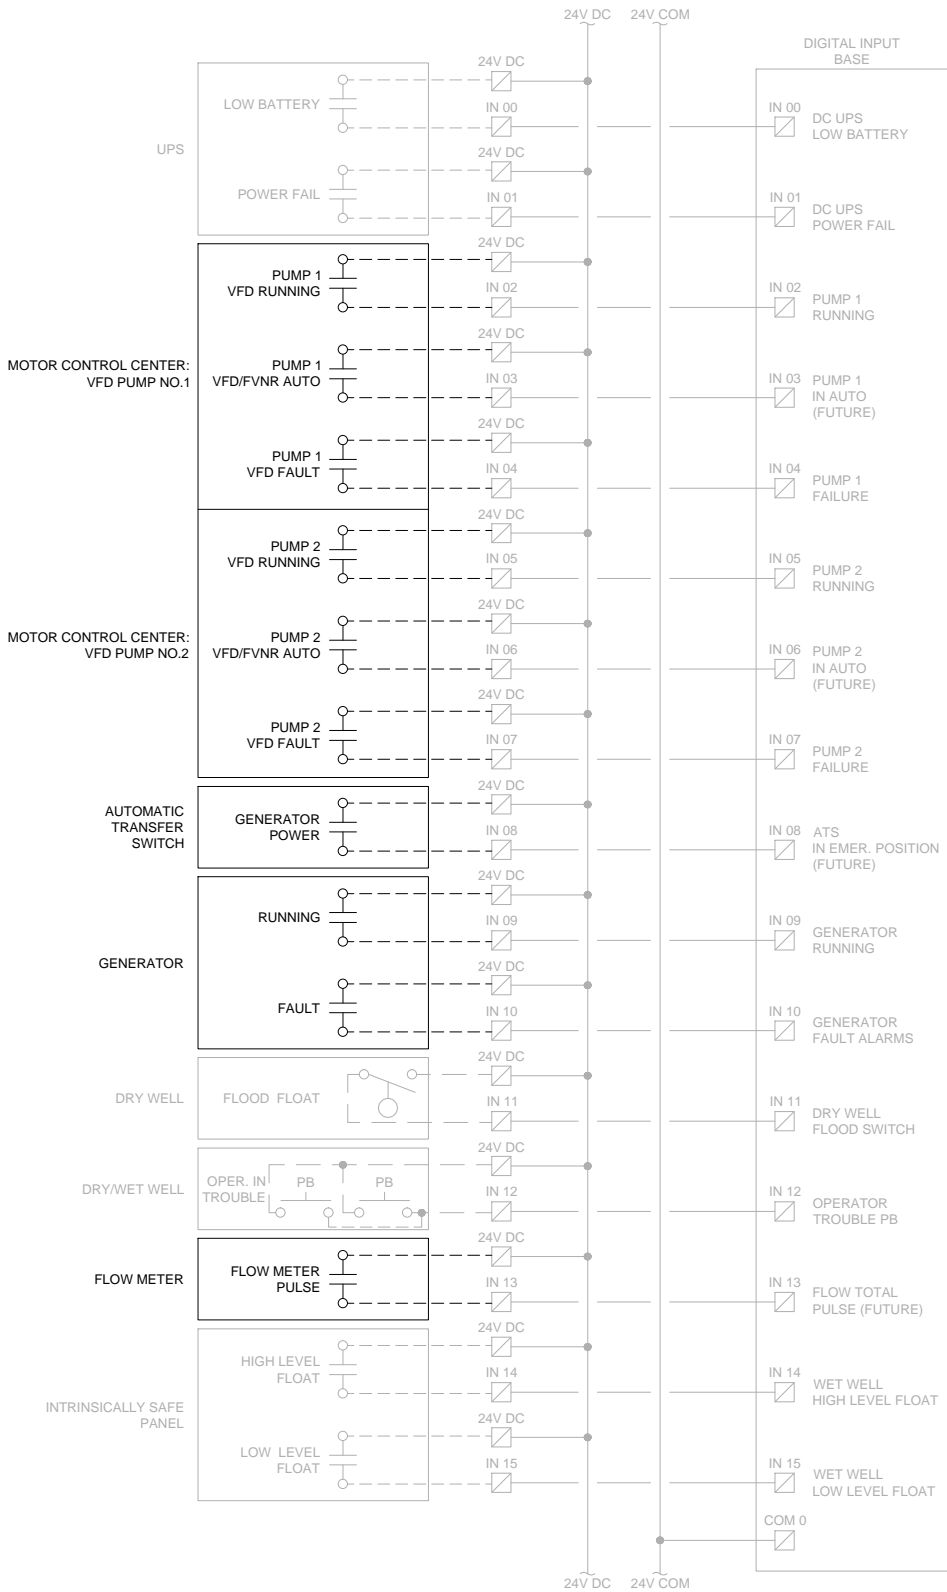 24V DC 24V COM
DIGITAL INPUT
BASE
24V DC
LOW BATTERY
IN 00
IN 00
DC UPS
LOW BATTERY
UPS
24V DC
POWER FAIL
IN 01
IN 01
DC UPS
POWER FAIL
24V DC
PUMP 1
VFD RUNNING
IN 02
IN 02
PUMP 1
RUNNING
MOTOR CONTROL CENTER:
VFD PUMP NO.1
24V DC
PUMP 1
VFD/FVNR AUTO
IN 03
IN 03
PUMP 1
IN AUTO
(FUTURE)
24V DC
PUMP 1
VFD FAULT
IN 04
IN 04
PUMP 1
FAILURE
24V DC
PUMP 2
VFD RUNNING
IN 05
IN 05
PUMP 2
RUNNING
MOTOR CONTROL CENTER:
VFD PUMP NO.2
24V DC
PUMP 2
VFD/FVNR AUTO
IN 06
IN 06
PUMP 2
IN AUTO
(FUTURE)
24V DC
PUMP 2
VFD FAULT
IN 07
IN 07
PUMP 2
FAILURE
AUTOMATIC
TRANSFER
SWITCH
24V DC
GENERATOR
POWER
IN 08
IN 08
ATS
IN EMER. POSITION
(FUTURE)
24V DC
RUNNING
IN 09
IN 09
GENERATOR
RUNNING
GENERATOR
24V DC
FAULT
IN 10
IN 10
GENERATOR
FAULT ALARMS
24V DC
DRY WELL
FLOOD FLOAT
IN 11
IN 11
DRY WELL
FLOOD SWITCH
24V DC
DRY/WET WELL
OPER. IN
TROUBLE
PB
PB
IN 12
IN 12
OPERATOR
TROUBLE PB
24V DC
FLOW METER
FLOW METER
PULSE
IN 13
IN 13
FLOW TOTAL
PULSE (FUTURE)
24V DC
HIGH LEVEL
FLOAT
IN 14
IN 14
WET WELL
HIGH LEVEL FLOAT
INTRINSICALLY SAFE
PANEL
24V DC
LOW LEVEL
FLOAT
IN 15
IN 15
WET WELL
LOW LEVEL FLOAT
COM 0
24V DC 24V COM